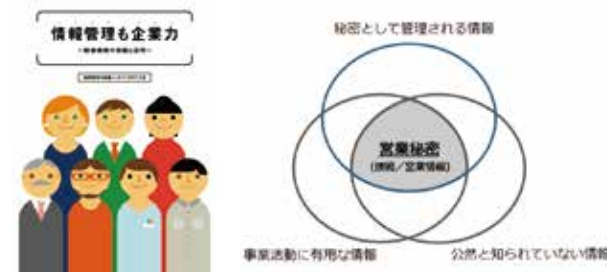 情報管理も企業力
秘密として管理される情報
営業秘密
(技術/営業情報)
事業活動に有用な情報
公然と知られていない情報